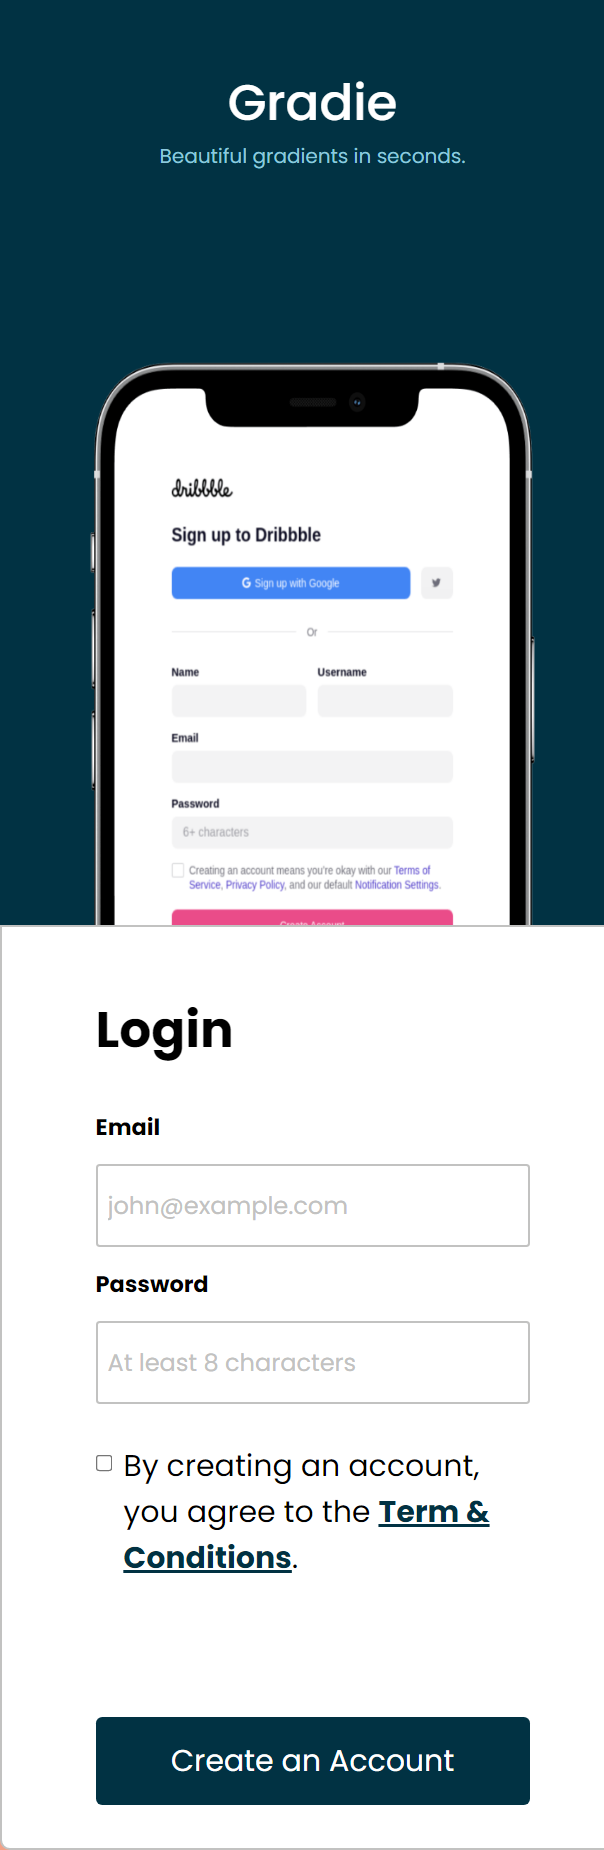 Gradie
Beautiful gradients in seconds.
dribbble
Sign up to Dribbble
G Sign up with Google
Or
Name Username
Email
Password
6+ characters
Creating an account means you're okay with our Terms of
Service, Privacy Policy, and our default Notification Settings.
Create Account
Login
Email
john@example.com
Password
At least 8 characters
By creating an account,
you agree to the Term &
Conditions.
Create an Account